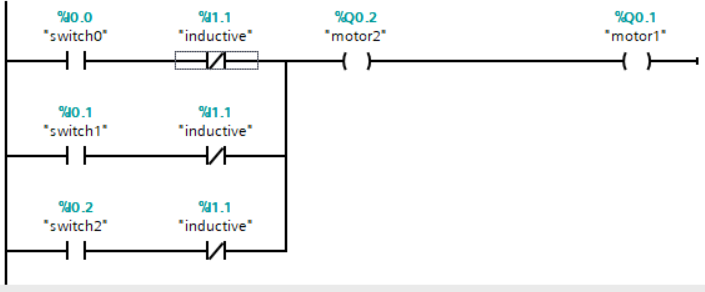 %I0.0 %I1.1 %Q0.2 %Q0.1
"switch0" "inductive" "motor2" "motor1"
%I0.1 %I1.1
"switch1" "inductive"
%I0.2 %I1.1
"switch2" "inductive"